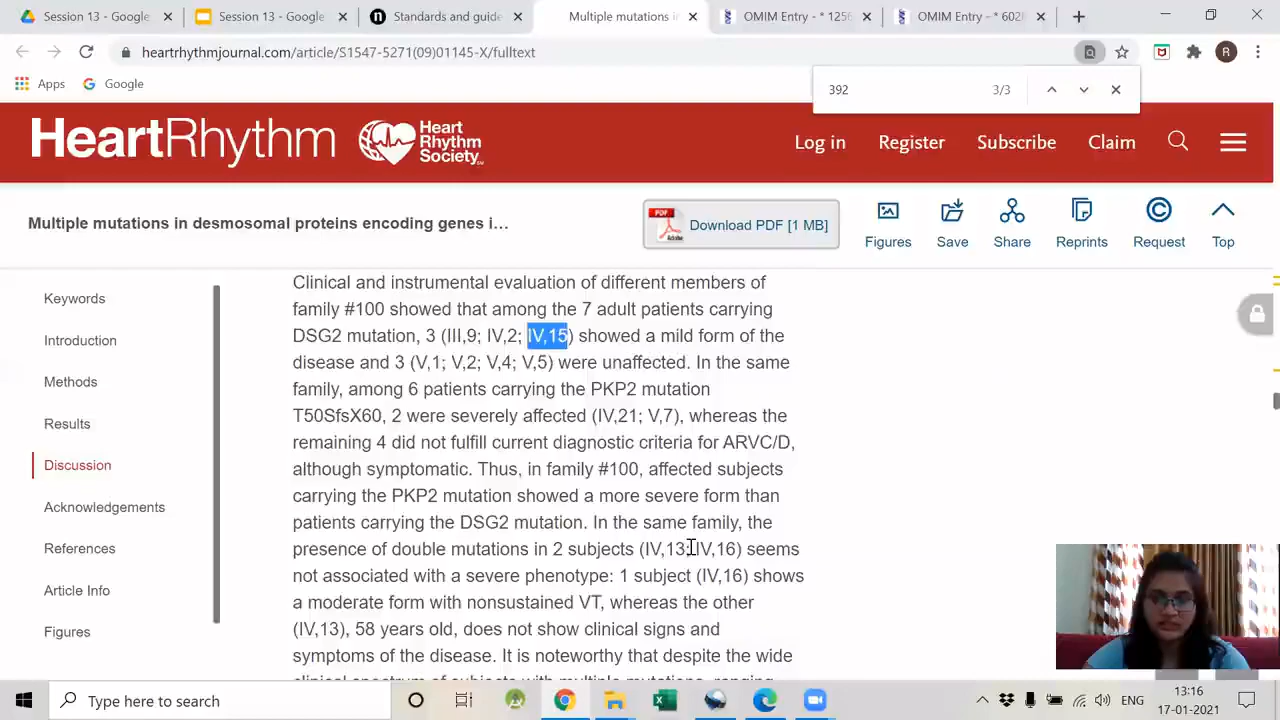 Session 13 -
Session 13 -
Standards and guide
Multiple mutations i
OMIM Entry - * 125
OMIM Entry - * 602
heartrhythmjournal.com/article/S1547-5271(09)01145-X/fulltext
R
Apps
Google
392
3/3
HeartRhythm
Heart
Rhythm
Society
Log in
Register
Subscribe
Claim
Multiple mutations in desmosomal proteins encoding genes i...
PDF
Adobe
Download PDF [1 MB]
Figures
Save
Share
Reprints
Request
Top
Keywords
Introduction
Methods
Results
Discussion
Acknowledgements
References
Article Info
Figures
Clinical and instrumental evaluation of different members of
family #100 showed that among the 7 adult patients carrying
DSG2 mutation, 3 (III,9; IV,2; IV,15) showed a mild form of the
disease and 3 (V,1; V,2; V,4; V,5) were unaffected. In the same
family, among 6 patients carrying the PKP2 mutation
T50SfsX60, 2 were severely affected (IV,21; V,7), whereas the
remaining 4 did not fulfill current diagnostic criteria for ARVC/D,
although symptomatic. Thus, in family #100, affected subjects
carrying the PKP2 mutation showed a more severe form than
patients carrying the DSG2 mutation. In the same family, the
presence of double mutations in 2 subjects (IV,13; IV,16) seems
not associated with a severe phenotype: 1 subject (IV,16) shows
a moderate form with nonsustained VT, whereas the other
(IV,13), 58 years old, does not show clinical signs and
symptoms of the disease. It is noteworthy that despite the wide
clinical spectrum of subjects with multiple mutations, ranging
Type here to search
ENG
13:16
17-01-2021